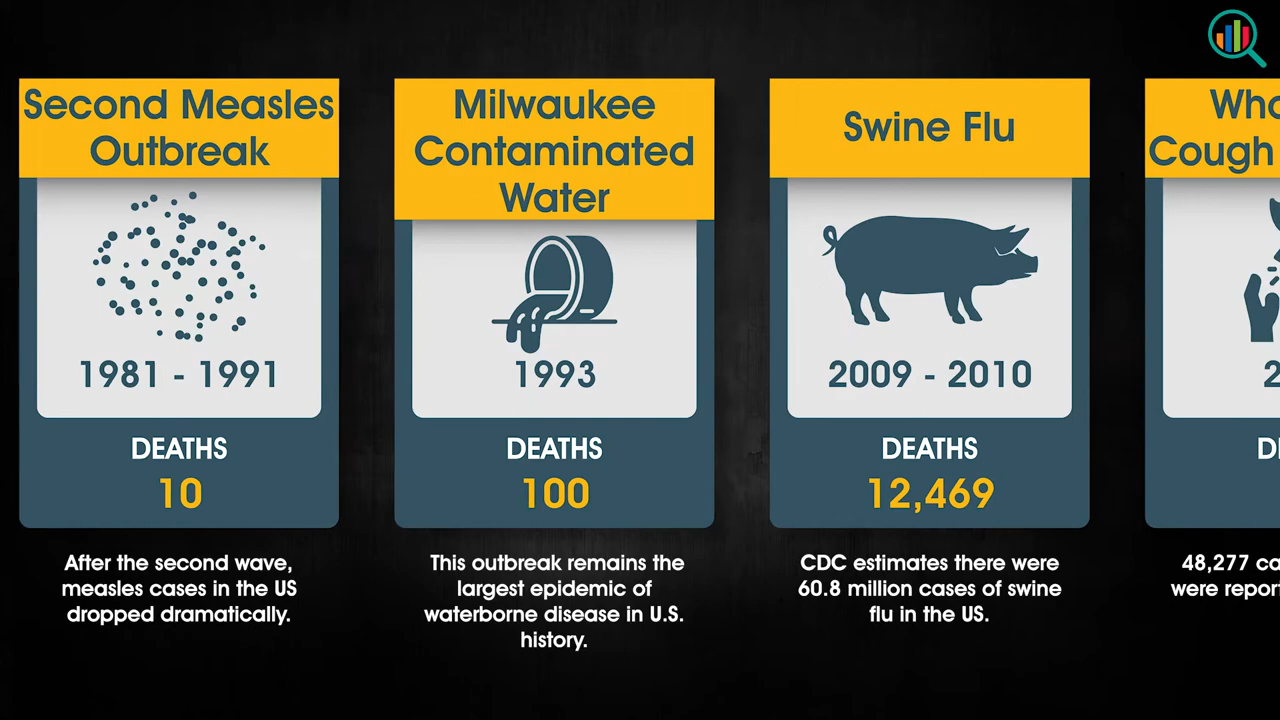 Second Measles
Outbreak
1981 - 1991
DEATHS
10
After the second wave,
measles cases in the US
dropped dramatically.
Milwaukee
Contaminated
Water
1993
DEATHS
100
This outbreak remains the
largest epidemic of
waterborne disease in U.S.
history.
Swine Flu
2009 - 2010
DEATHS
12,469
CDC estimates there were
60.8 million cases of swine
flu in the US.
Cough
48,277
were